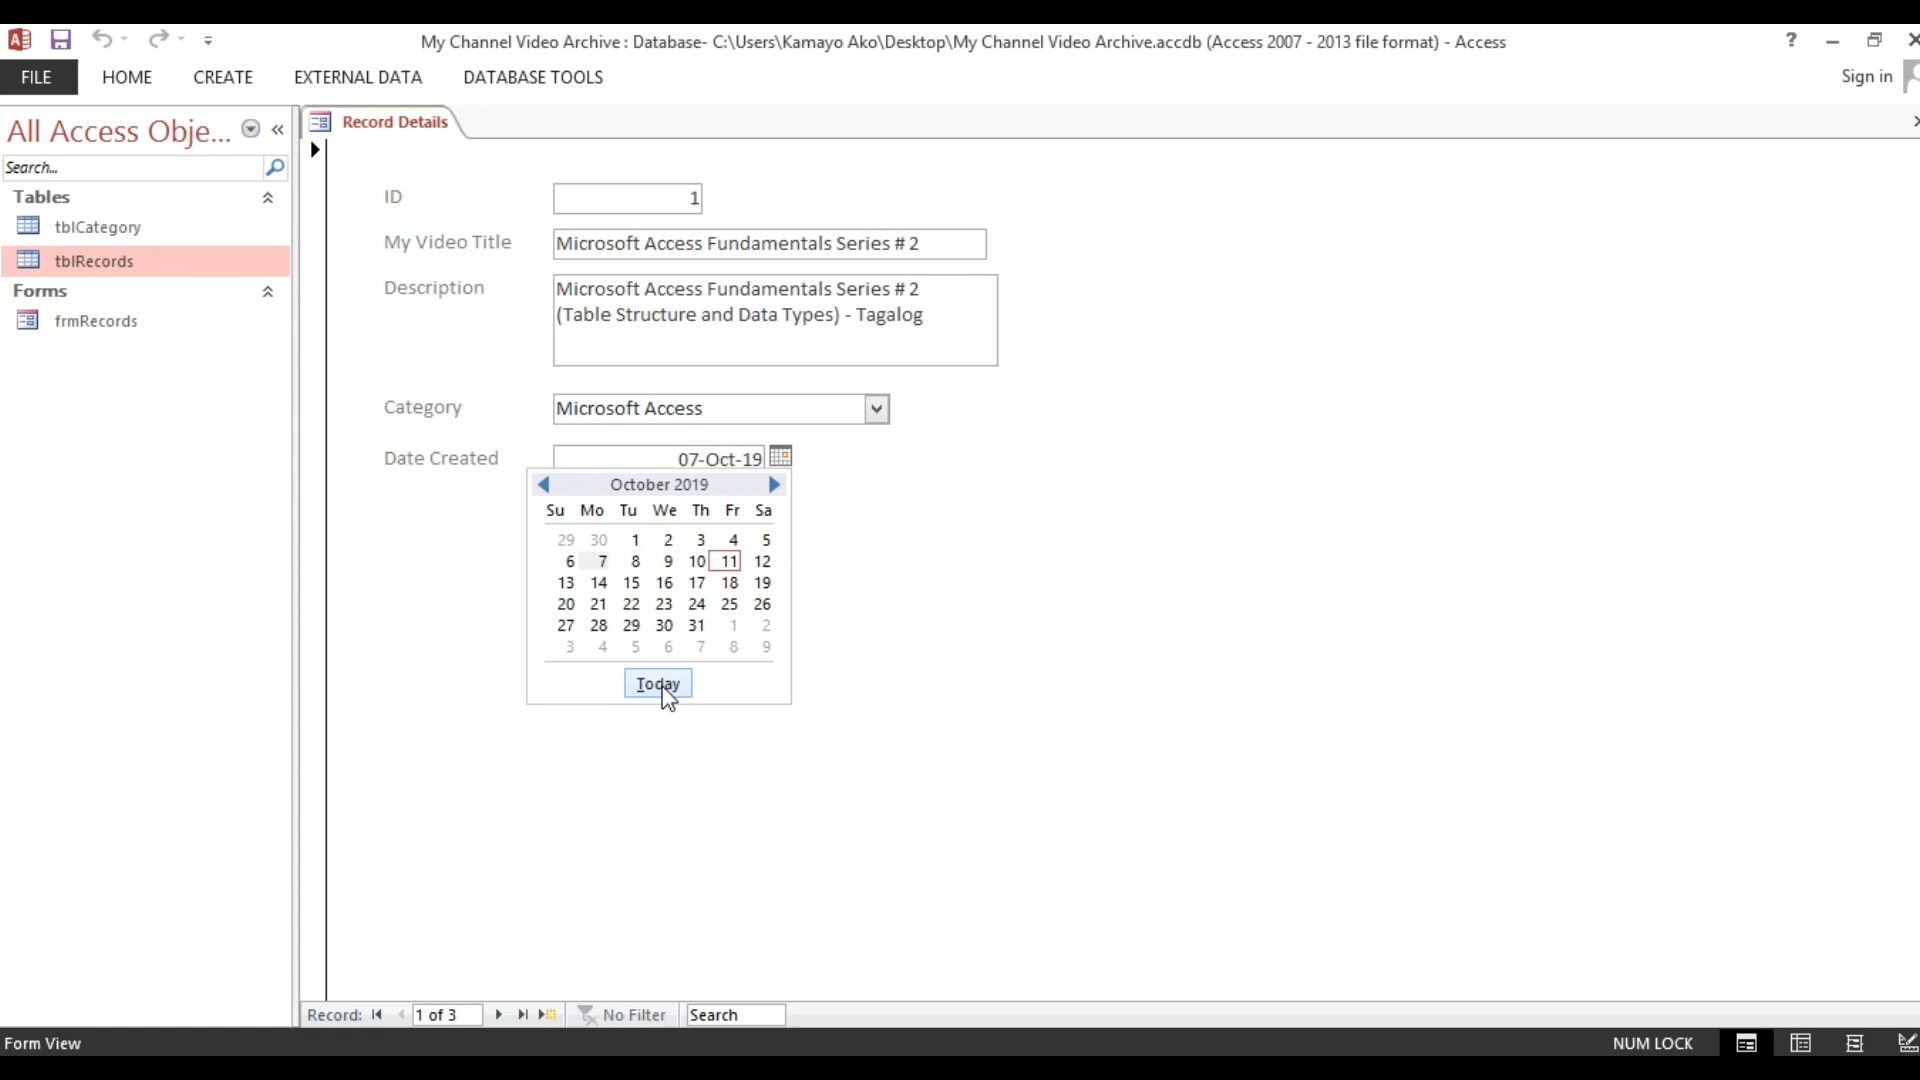 My Channel Video Archive : Database- C:\Users\Kamayo Ako\Desktop\My Channel Video Archive.accdb (Access 2007 - 2013 file format) - Access
?
FILE HOME CREATE EXTERNAL DATA DATABASE TOOLS Sign in
All Access Obje...
Record Details
Search...
Tables
tblCategory
tblRecords
Forms
frmRecords
ID 1
My Video Title Microsoft Access Fundamentals Series # 2
Description Microsoft Access Fundamentals Series # 2
(Table Structure and Data Types) - Tagalog
Category Microsoft Access
Date Created 07-Oct-19
October 2019
Su Mo Tu We Th Fr Sa
29 30 1 2 3 4 5
6 7 8 9 10 11 12
13 14 15 16 17 18 19
20 21 22 23 24 25 26
27 28 29 30 31 1 2
3 4 5 6 7 8 9
Today
Record: 1 of 3 No Filter Search
Form View NUM LOCK